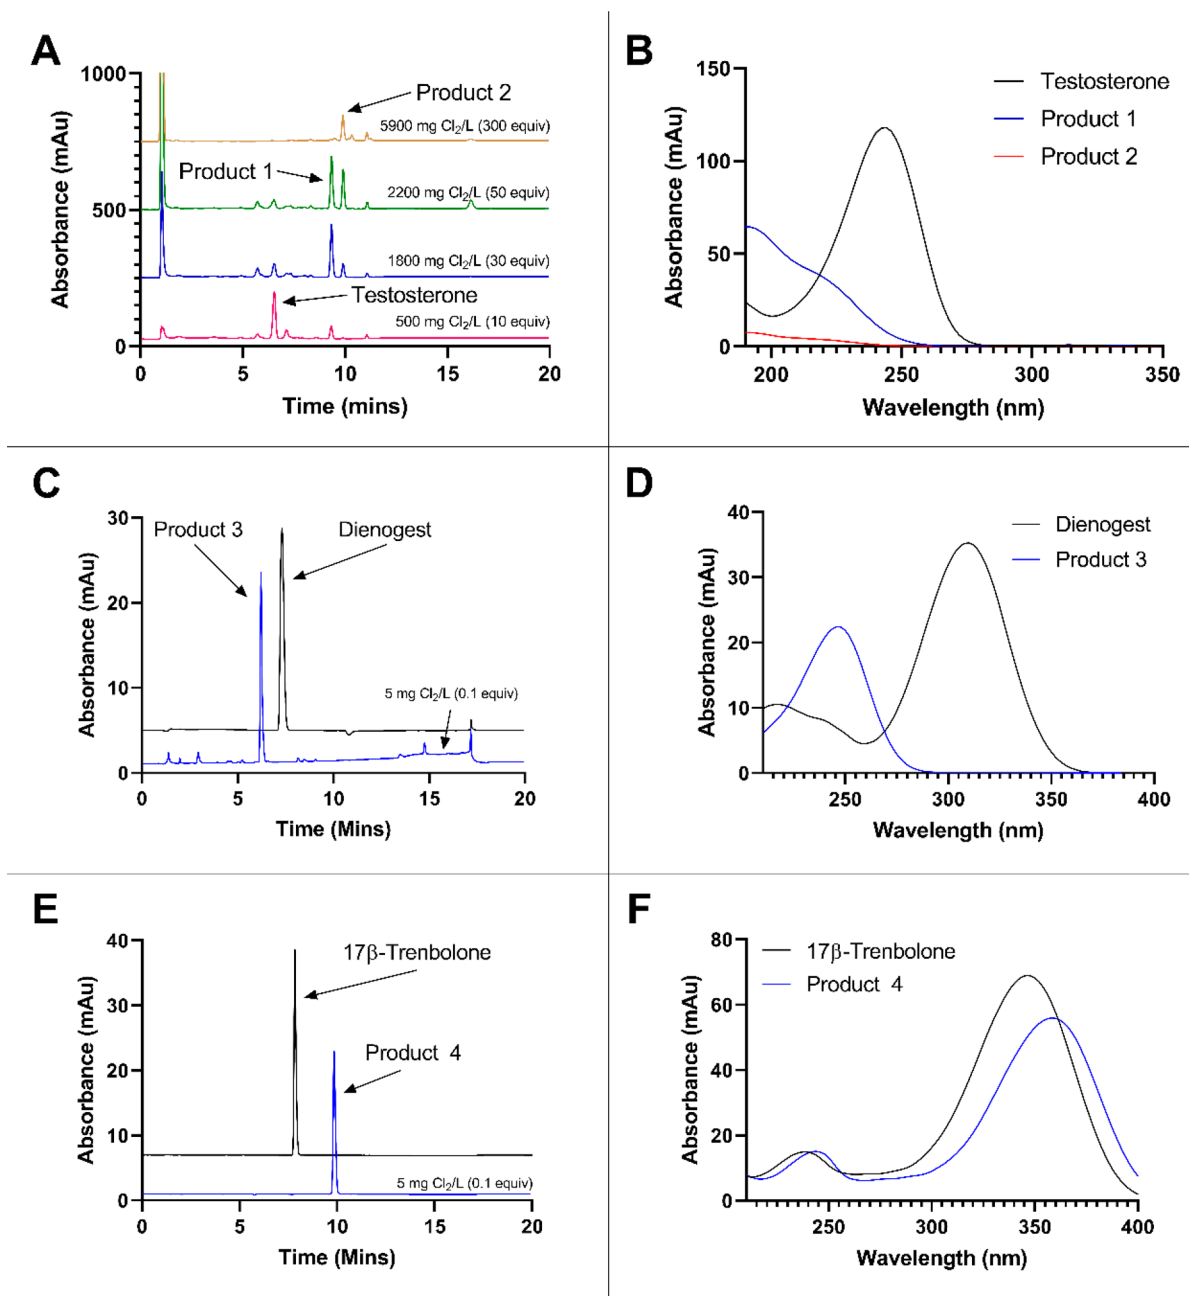 A
1000
500
0
Absorbance (mAu)
Product 2
5900 mg Cl₂/L (300 equiv)
Product 1
2200 mg Cl₂/L (50 equiv)
1800 mg Cl₂/L (30 equiv)
Testosterone
500 mg Cl₂/L (10 equiv)
0 5 10 15 20
Time (mins)
B
150
100
50
0
Absorbance (mAu)
Testosterone
Product 1
Product 2
200 250 300 350
Wavelength (nm)
C
30
20
10
0
Absorbance (mAu)
Product 3
Dienogest
5 mg Cl₂/L (0.1 equiv)
0 5 10 15 20
Time (Mins)
D
40
30
20
10
0
Absorbance (mAu)
Dienogest
Product 3
250 300 350 400
Wavelength (nm)
E
40
30
20
10
0
Absorbance (mAu)
17β-Trenbolone
Product 4
5 mg Cl₂/L (0.1 equiv)
0 5 10 15 20
Time (Mins)
F
80
60
40
20
0
Absorbance (mAu)
17β-Trenbolone
Product 4
250 300 350 400
Wavelength (nm)